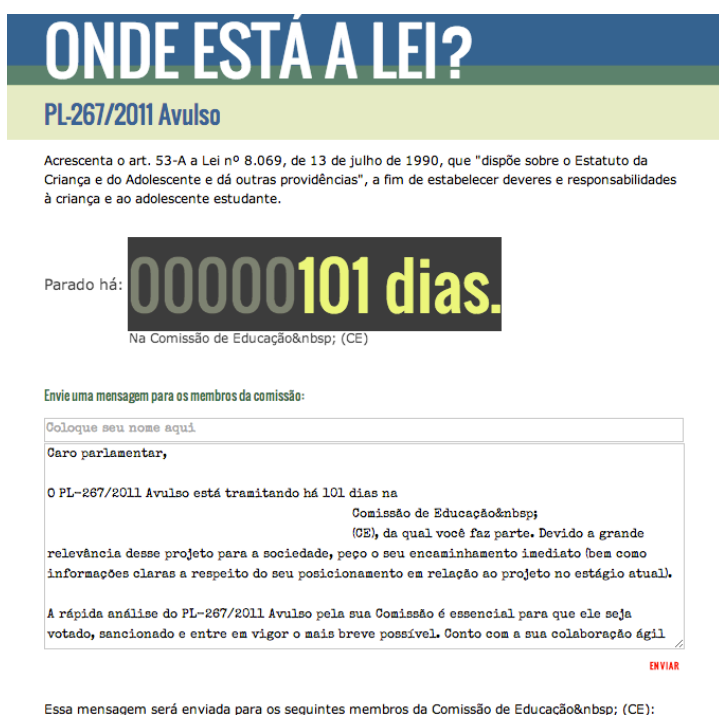 ONDE ESTÁ A LEI?
PL-267/2011 Avulso
Acrescenta o art. 53-A a Lei nº 8.069, de 13 de julho de 1990, que "dispõe sobre o Estatuto da
Criança e do Adolescente e dá outras providências", a fim de estabelecer deveres e responsabilidades
à criança e ao adolescente estudante.
Parado há: 00000101 dias.
Na Comissão de Educação&nbsp; (CE)
Envie uma mensagem para os membros da comissão:
Coloque seu nome aqui
Caro parlamentar,
O PL-267/2011 Avulso está tramitando há 101 dias na
Comissão de Educação&nbsp;
(CE), da qual você faz parte. Devido a grande
relevância desse projeto para a sociedade, peço o seu encaminhamento imediato (bem como
informações claras a respeito do seu posicionamento em relação ao projeto no estágio atual).
A rápida análise do PL-267/2011 Avulso pela sua Comissão é essencial para que ele seja
votado, sancionado e entre em vigor o mais breve possível. Conto com a sua colaboração ágil
ENVIAR
Essa mensagem será enviada para os seguintes membros da Comissão de Educação&nbsp; (CE):